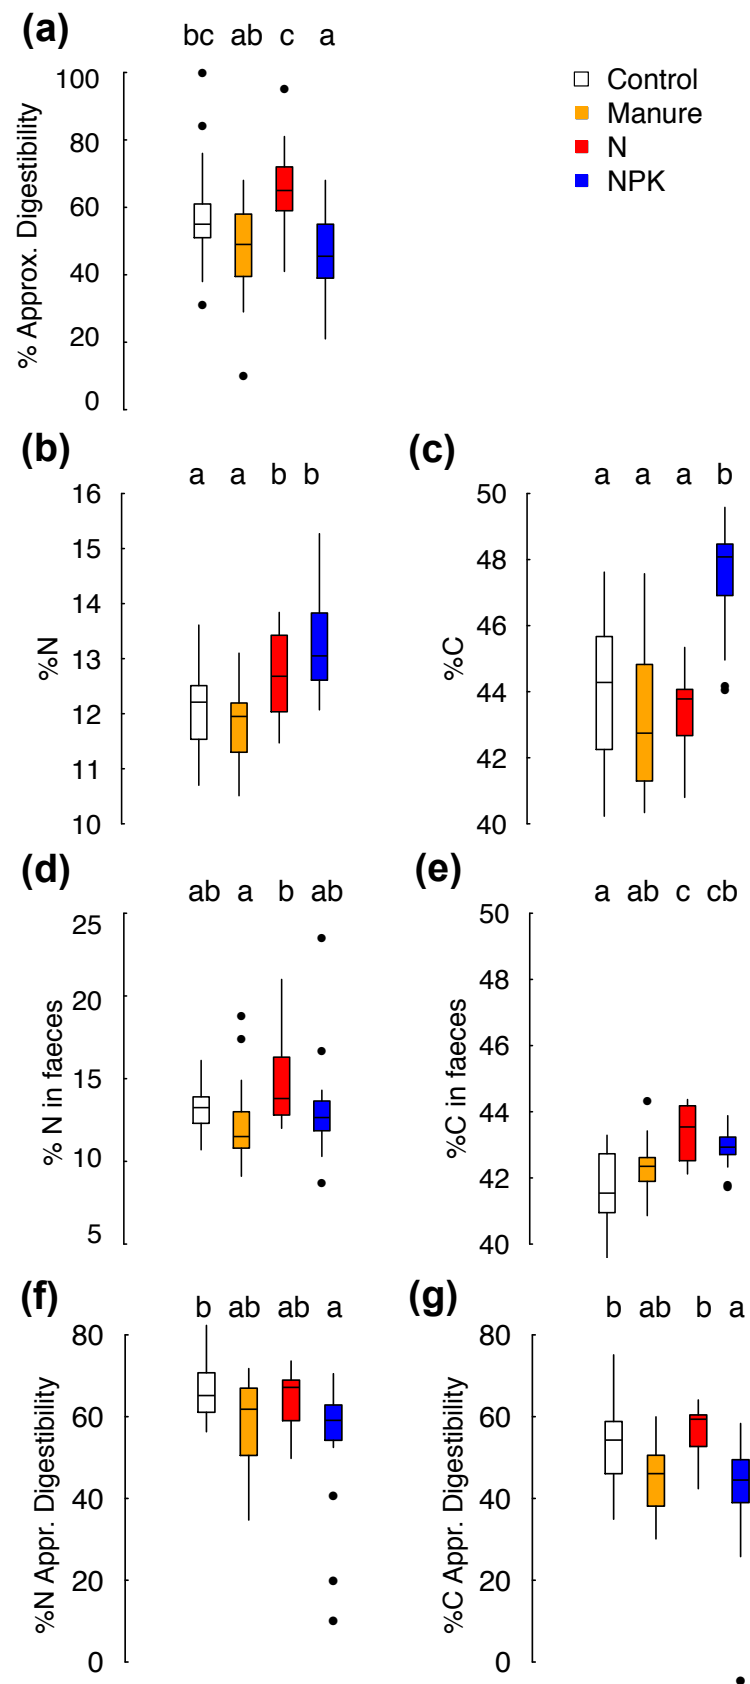 (a)
bc ab c a
100
80
60
40
20
0
% Approx. Digestibility
Control
Manure
N
NPK
(b)
a a b b
16
15
14
13
12
11
10
%N
(c)
a a a b
50
48
46
44
42
40
%C
(d)
ab a b ab
25
20
15
10
5
% N in faeces
(e)
a ab c cb
50
48
46
44
42
40
%C in faeces
(f)
b ab ab a
80
60
40
20
0
%N Appr. Digestibility
(g)
b ab b a
80
60
40
20
0
%C Appr. Digestibility